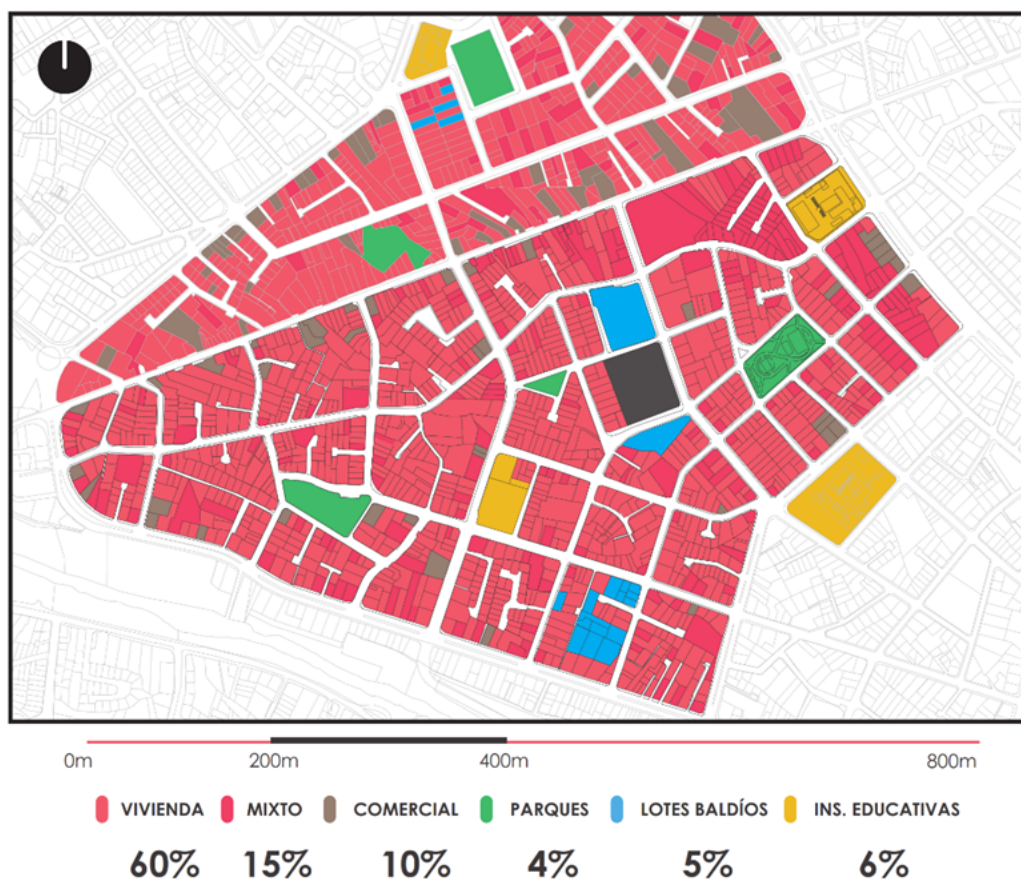 0m 200m 400m 800m
VIVIENDA MIXTO COMERCIAL PARQUES LOTES BALDÍOS INS. EDUCATIVAS
60% 15% 10% 4% 5% 6%